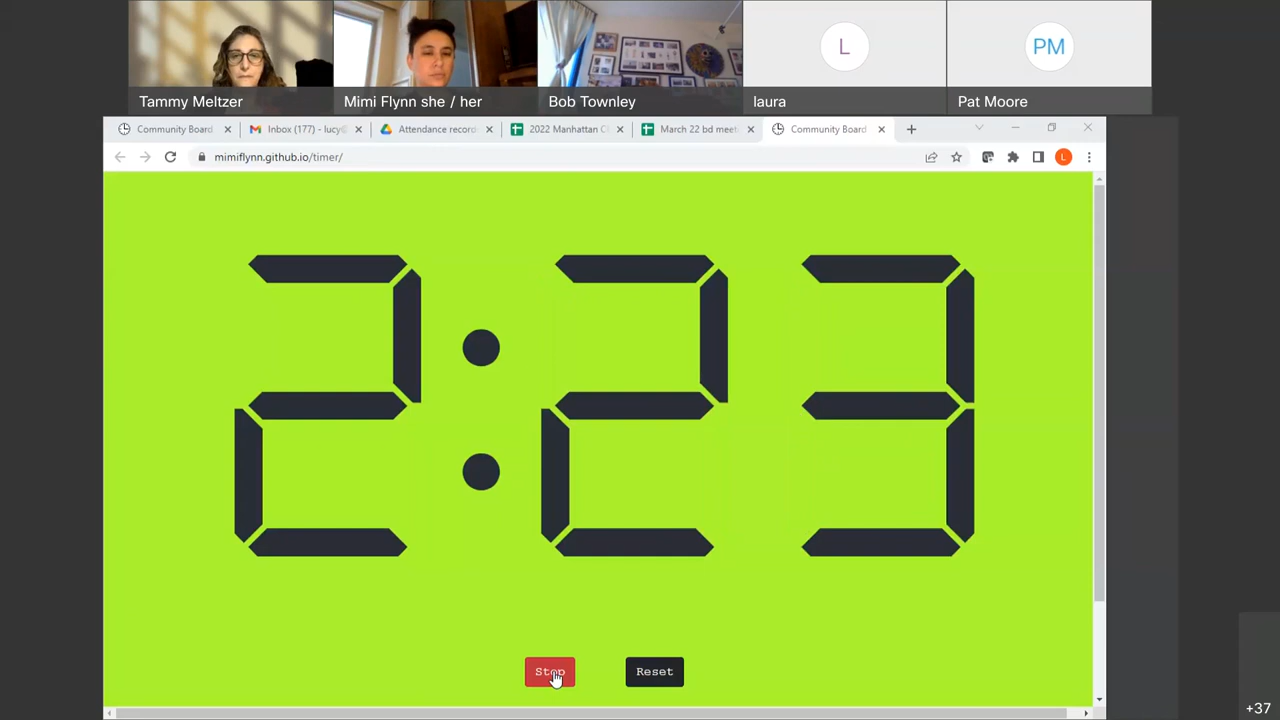 L
PM
Tammy Meltzer
Mimi Flynn she / her
Bob Townley
laura
Pat Moore
Community Board
Inbox (177) - lucy@
Attendance record
2022 Manhattan C
March 22 bd meet
Community Board
mimiflynn.github.io/timer/
L
2:23
Stop
Reset
+37